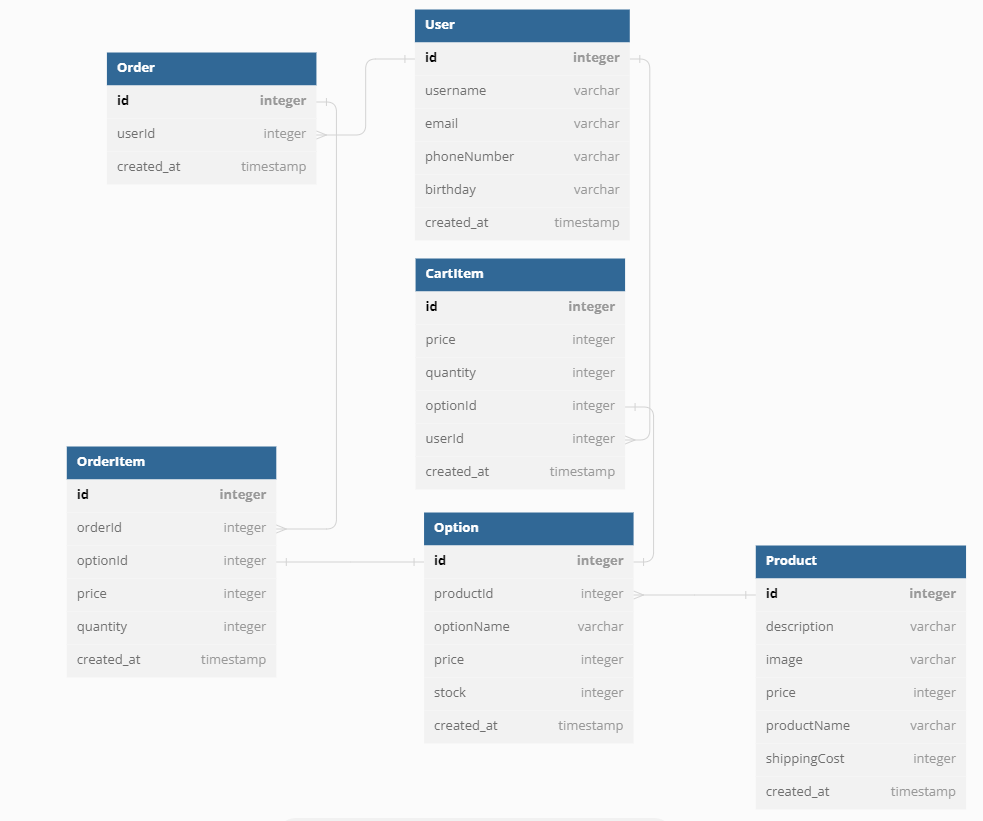 User
id integer
username varchar
email varchar
phoneNumber varchar
birthday varchar
created_at timestamp
Order
id integer
userId integer
created_at timestamp
CartItem
id integer
price integer
quantity integer
optionId integer
userId integer
created_at timestamp
OrderItem
id integer
orderId integer
optionId integer
price integer
quantity integer
created_at timestamp
Option
id integer
productId integer
optionName varchar
price integer
stock integer
created_at timestamp
Product
id integer
description varchar
image varchar
price integer
productName varchar
shippingCost integer
created_at timestamp